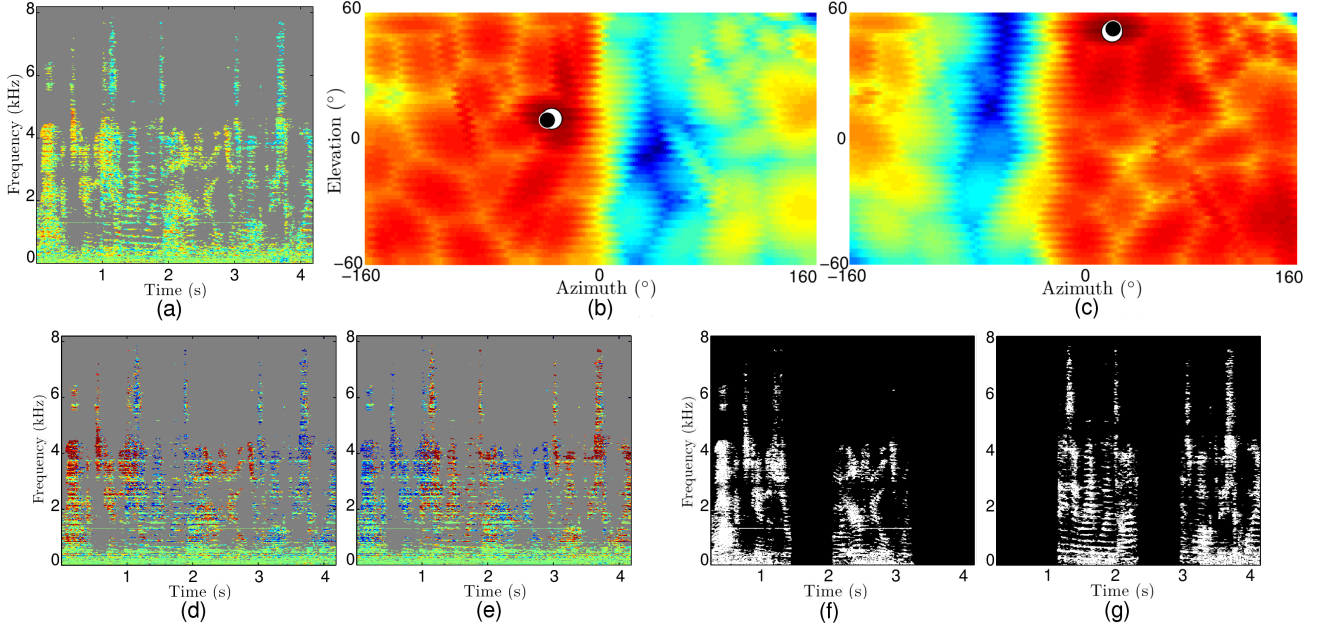 8
6
4
2
0
Frequency (kHz)
1 2 3 4
Time (s)
(a)
60
0
−60
Elevation (°)
−160 0 160
Azimuth (°)
(b)
60
0
−60
−160 0 160
Azimuth (°)
(c)
8
6
4
2
0
Frequency (kHz)
1 2 3 4
Time (s)
(d)
8
6
4
2
0
1 2 3 4
Time (s)
(e)
8
6
4
2
0
Frequency (kHz)
1 2 3 4
Time (s)
(f)
8
6
4
2
0
1 2 3 4
Time (s)
(g)